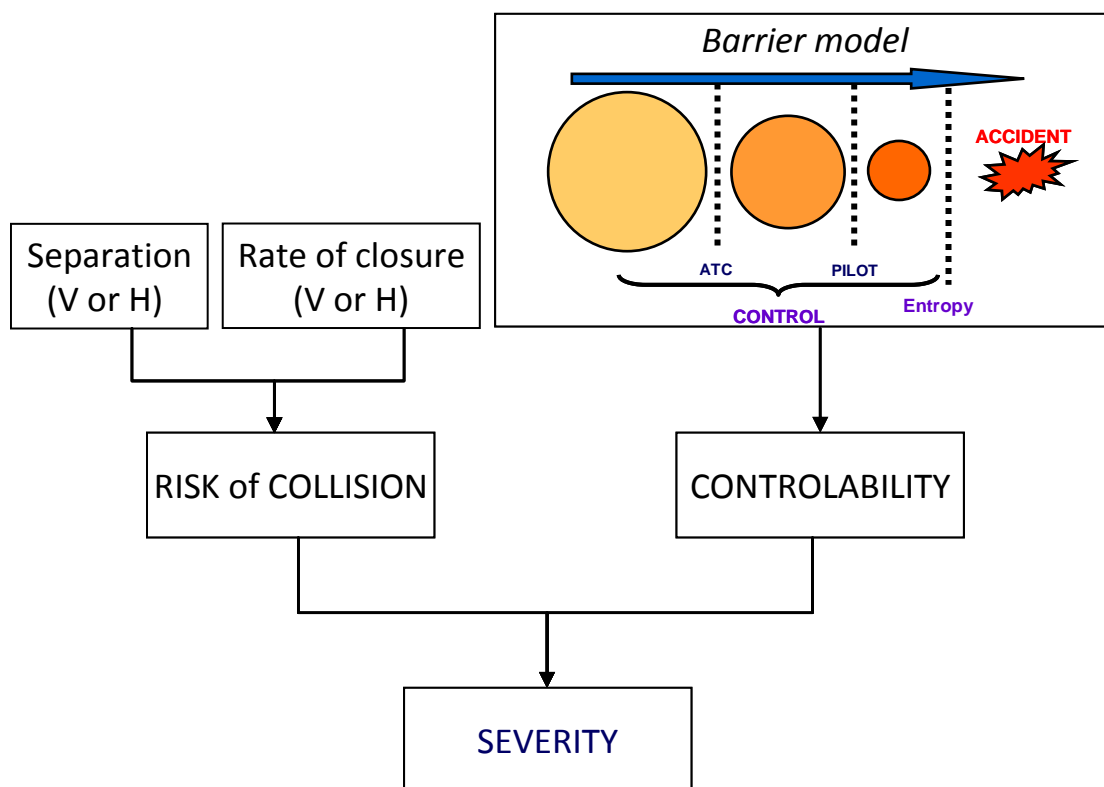 Barrier model
ACCIDENT
ATC
PILOT
Entropy
CONTROL
Separation
(V or H)
Rate of closure
(V or H)
RISK of COLLISION
CONTROLABILITY
SEVERITY